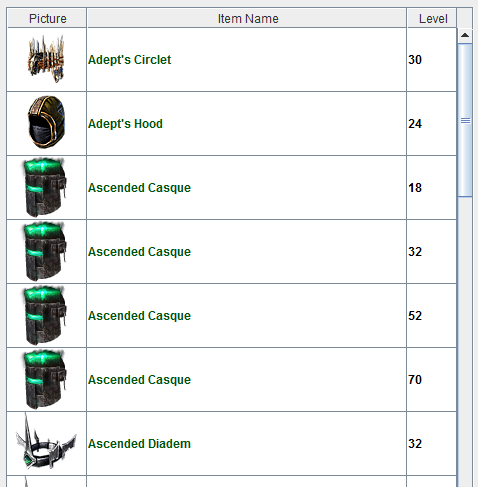 Picture Item Name Level
Adept's Circlet 30
Adept's Hood 24
Ascended Casque 18
Ascended Casque 32
Ascended Casque 52
Ascended Casque 70
Ascended Diadem 32